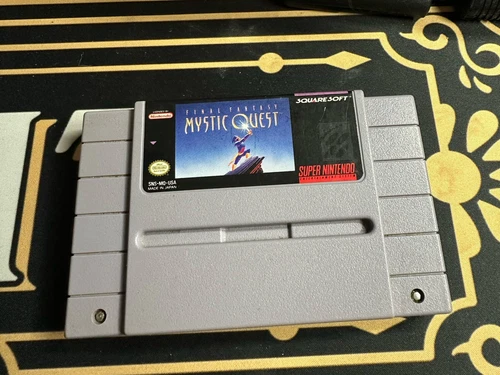 FINAL FANTASY
MYSTIC QUEST
SQUARESOFT
Nintendo
SNS-MQ-USA
MADE IN JAPAN
SUPER NINTENDO